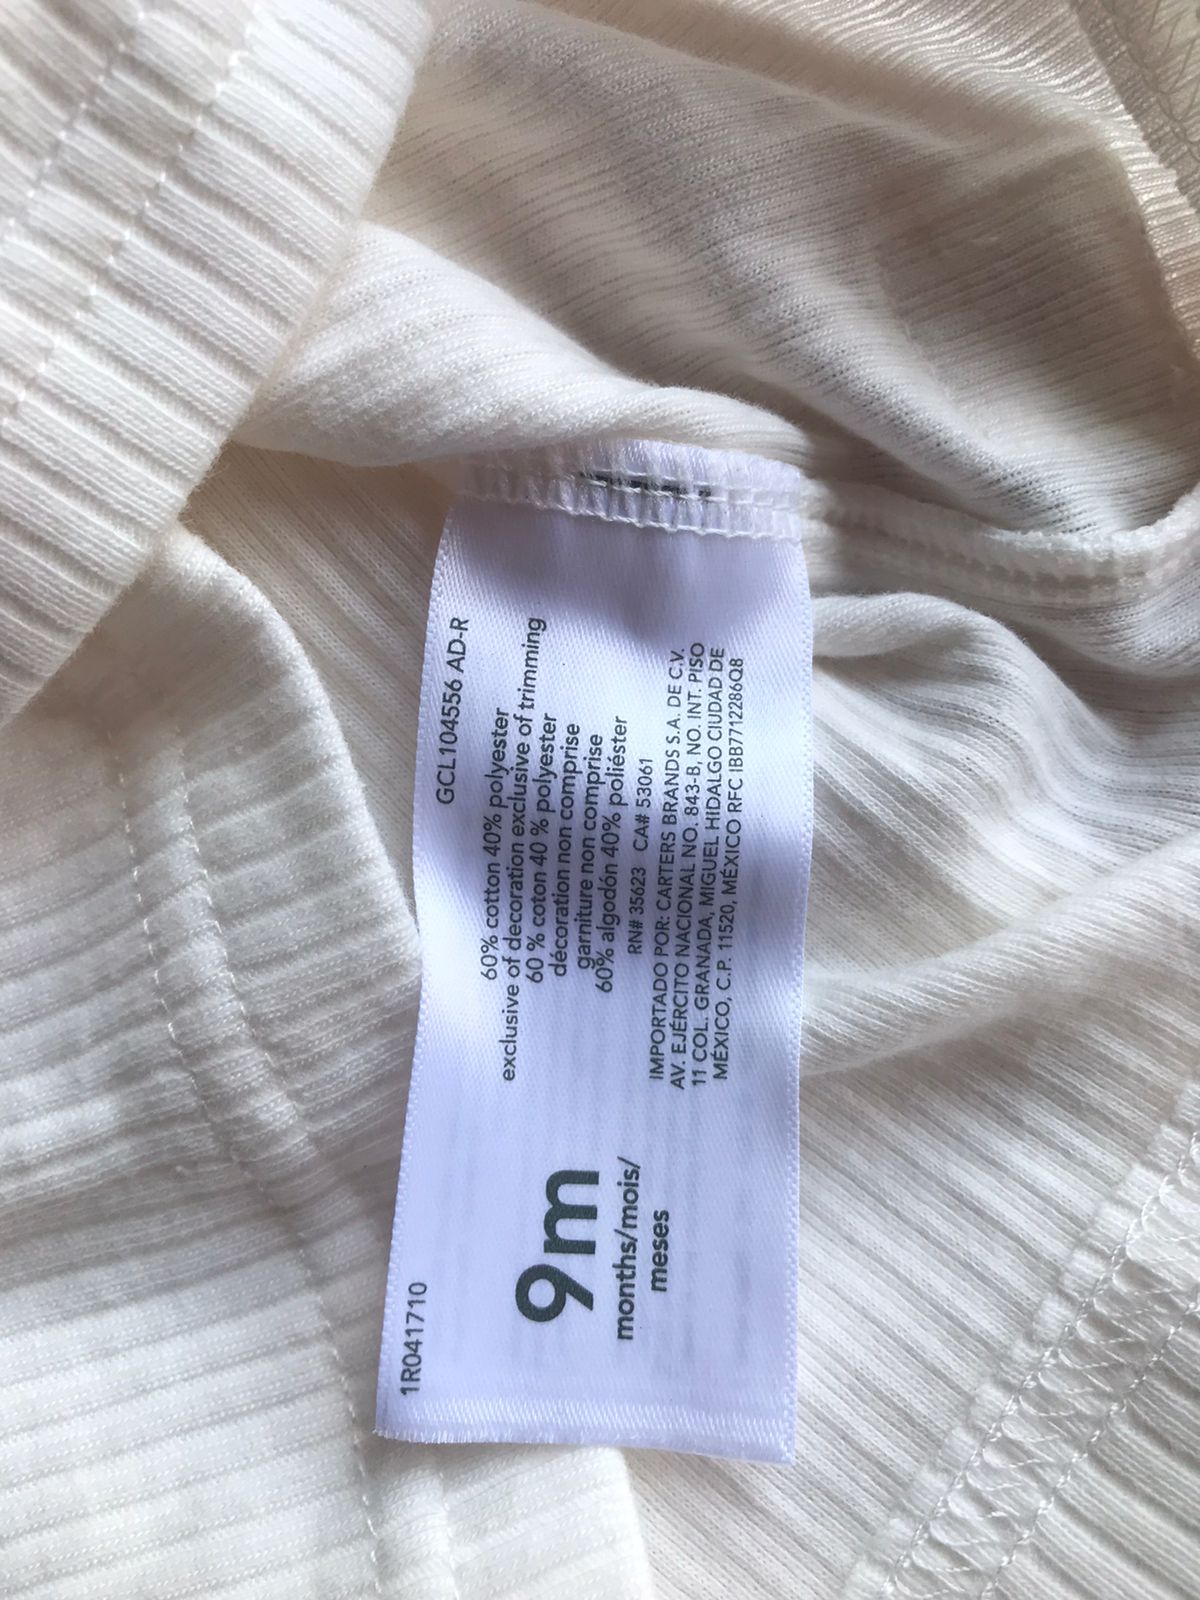 GCL104556 AD-R
60% cotton 40% polyester
exclusive of decoration exclusive of trimming
60 % coton 40 % polyester
décoration non comprise
garniture non comprise
60% algodón 40% poliéster
RN# 35623 CA# 53061
IMPORTADO POR: CARTERS BRANDS S.A. DE C.V.
AV. EJÉRCITO NACIONAL NO. 843-B, NO. INT. PISO
11 COL. GRANADA, MIGUEL HIDALGO CIUDAD DE
MÉXICO, C.P. 11520, MÉXICO RFC IBB7712286Q8
1R041710
9m
months/mois/
meses